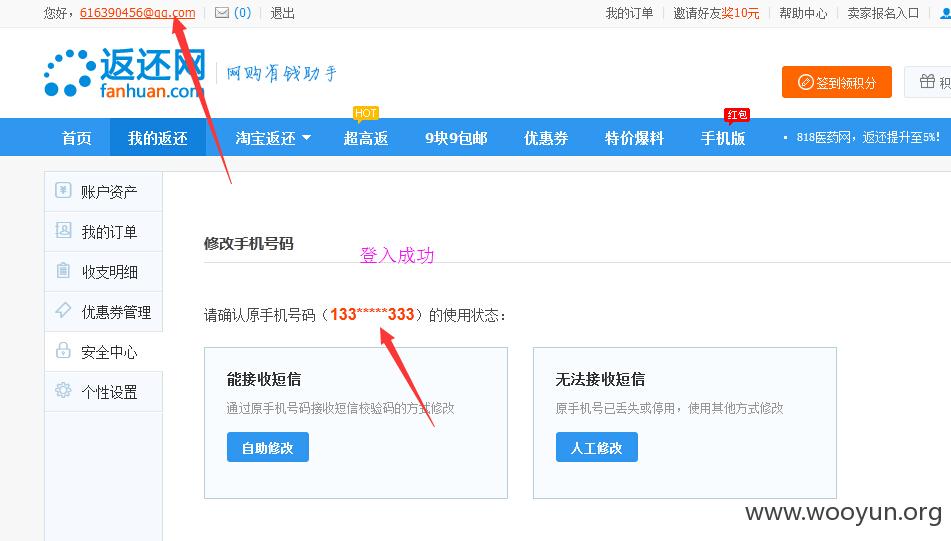 您好，616390456@qq.com (0) 退出 我的订单 邀请好友奖10元 帮助中心 卖家报名入口
返还网 fanhuan.com 网购省钱助手
签到领积分 积
HOT 红包
首页 我的返还 淘宝返还 超高返 9块9包邮 优惠券 特价爆料 手机版 · 818医药网，返还提升至5%！
账户资产
我的订单
收支明细
优惠券管理
安全中心
个性设置
修改手机号码
登入成功
请确认原手机号码（133*****333）的使用状态：
能接收短信
通过原手机号码接收短信校验码的方式修改
自助修改
无法接收短信
原手机号已丢失或停用，使用其他方式修改
人工修改
www.wooyun.org